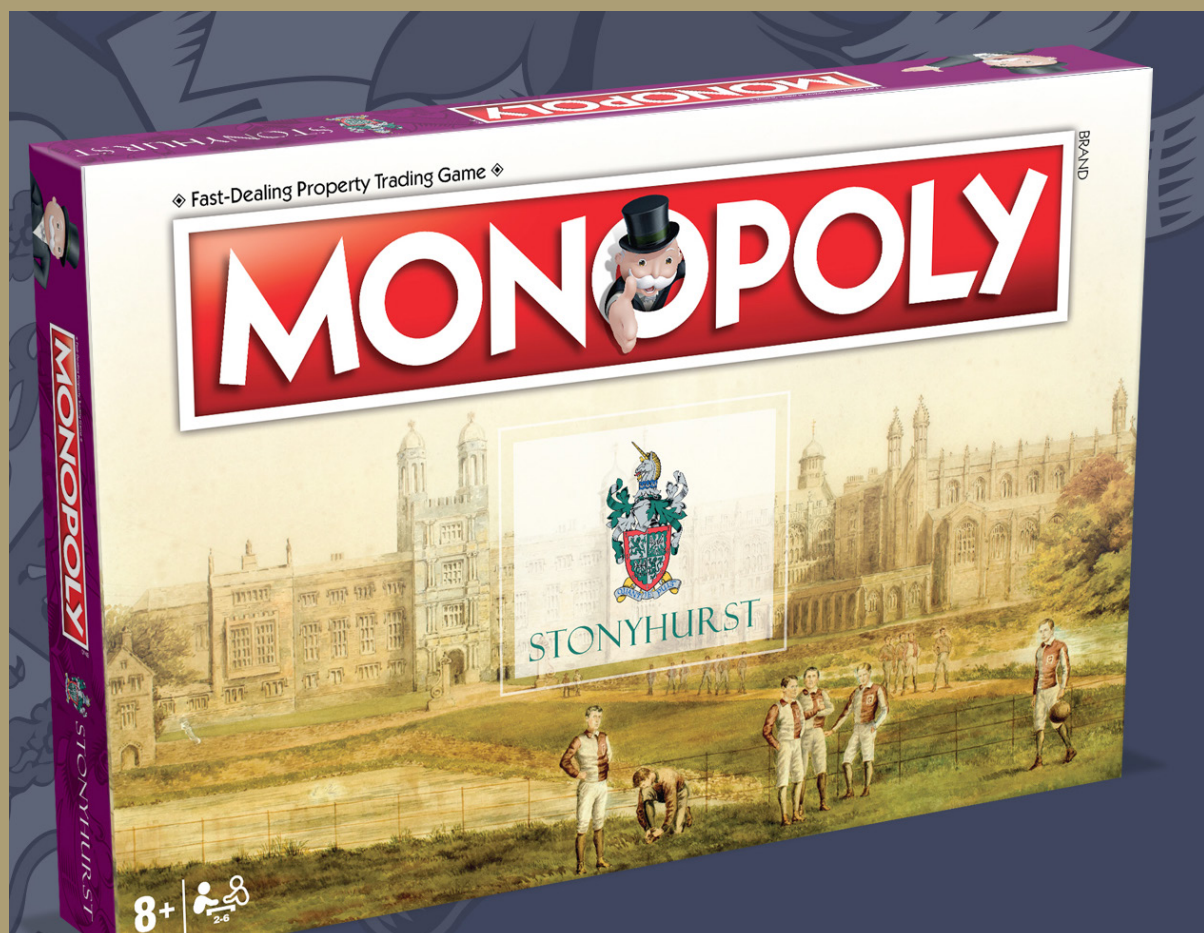 STONYHURST
MONOPOLY
Fast-Dealing Property Trading Game
BRAND
MONOPOLY
STONYHURST
MONOPOLY
STONYHURST
8+
2-6